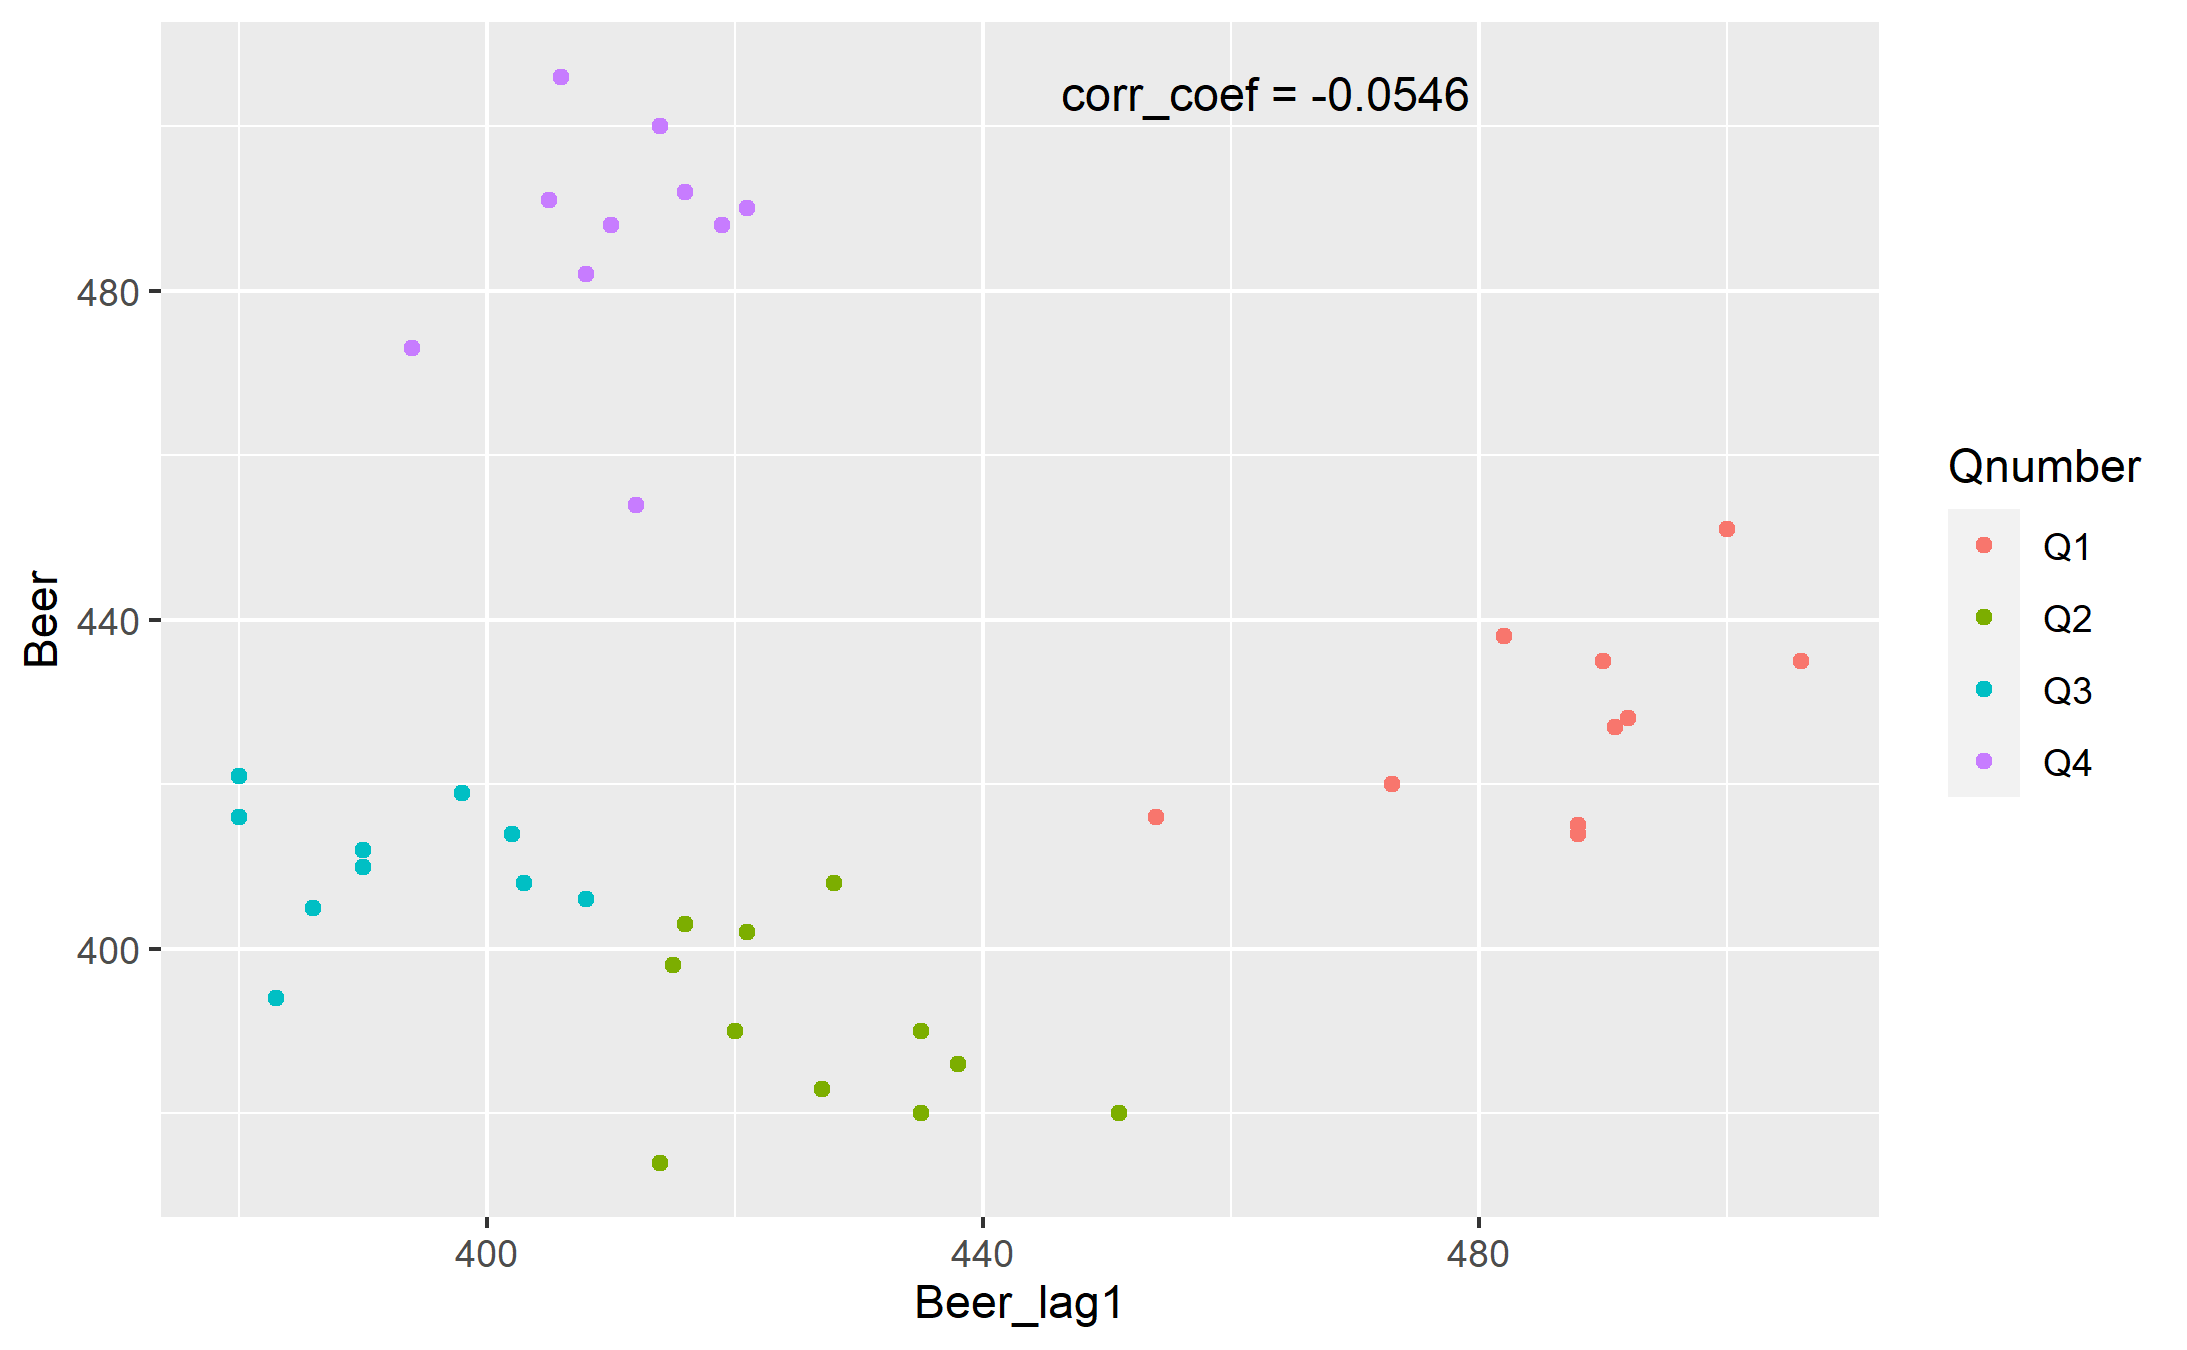 corr_coef = -0.0546
480
440
400
Beer
400
440
480
Beer_lag1
Qnumber
Q1
Q2
Q3
Q4